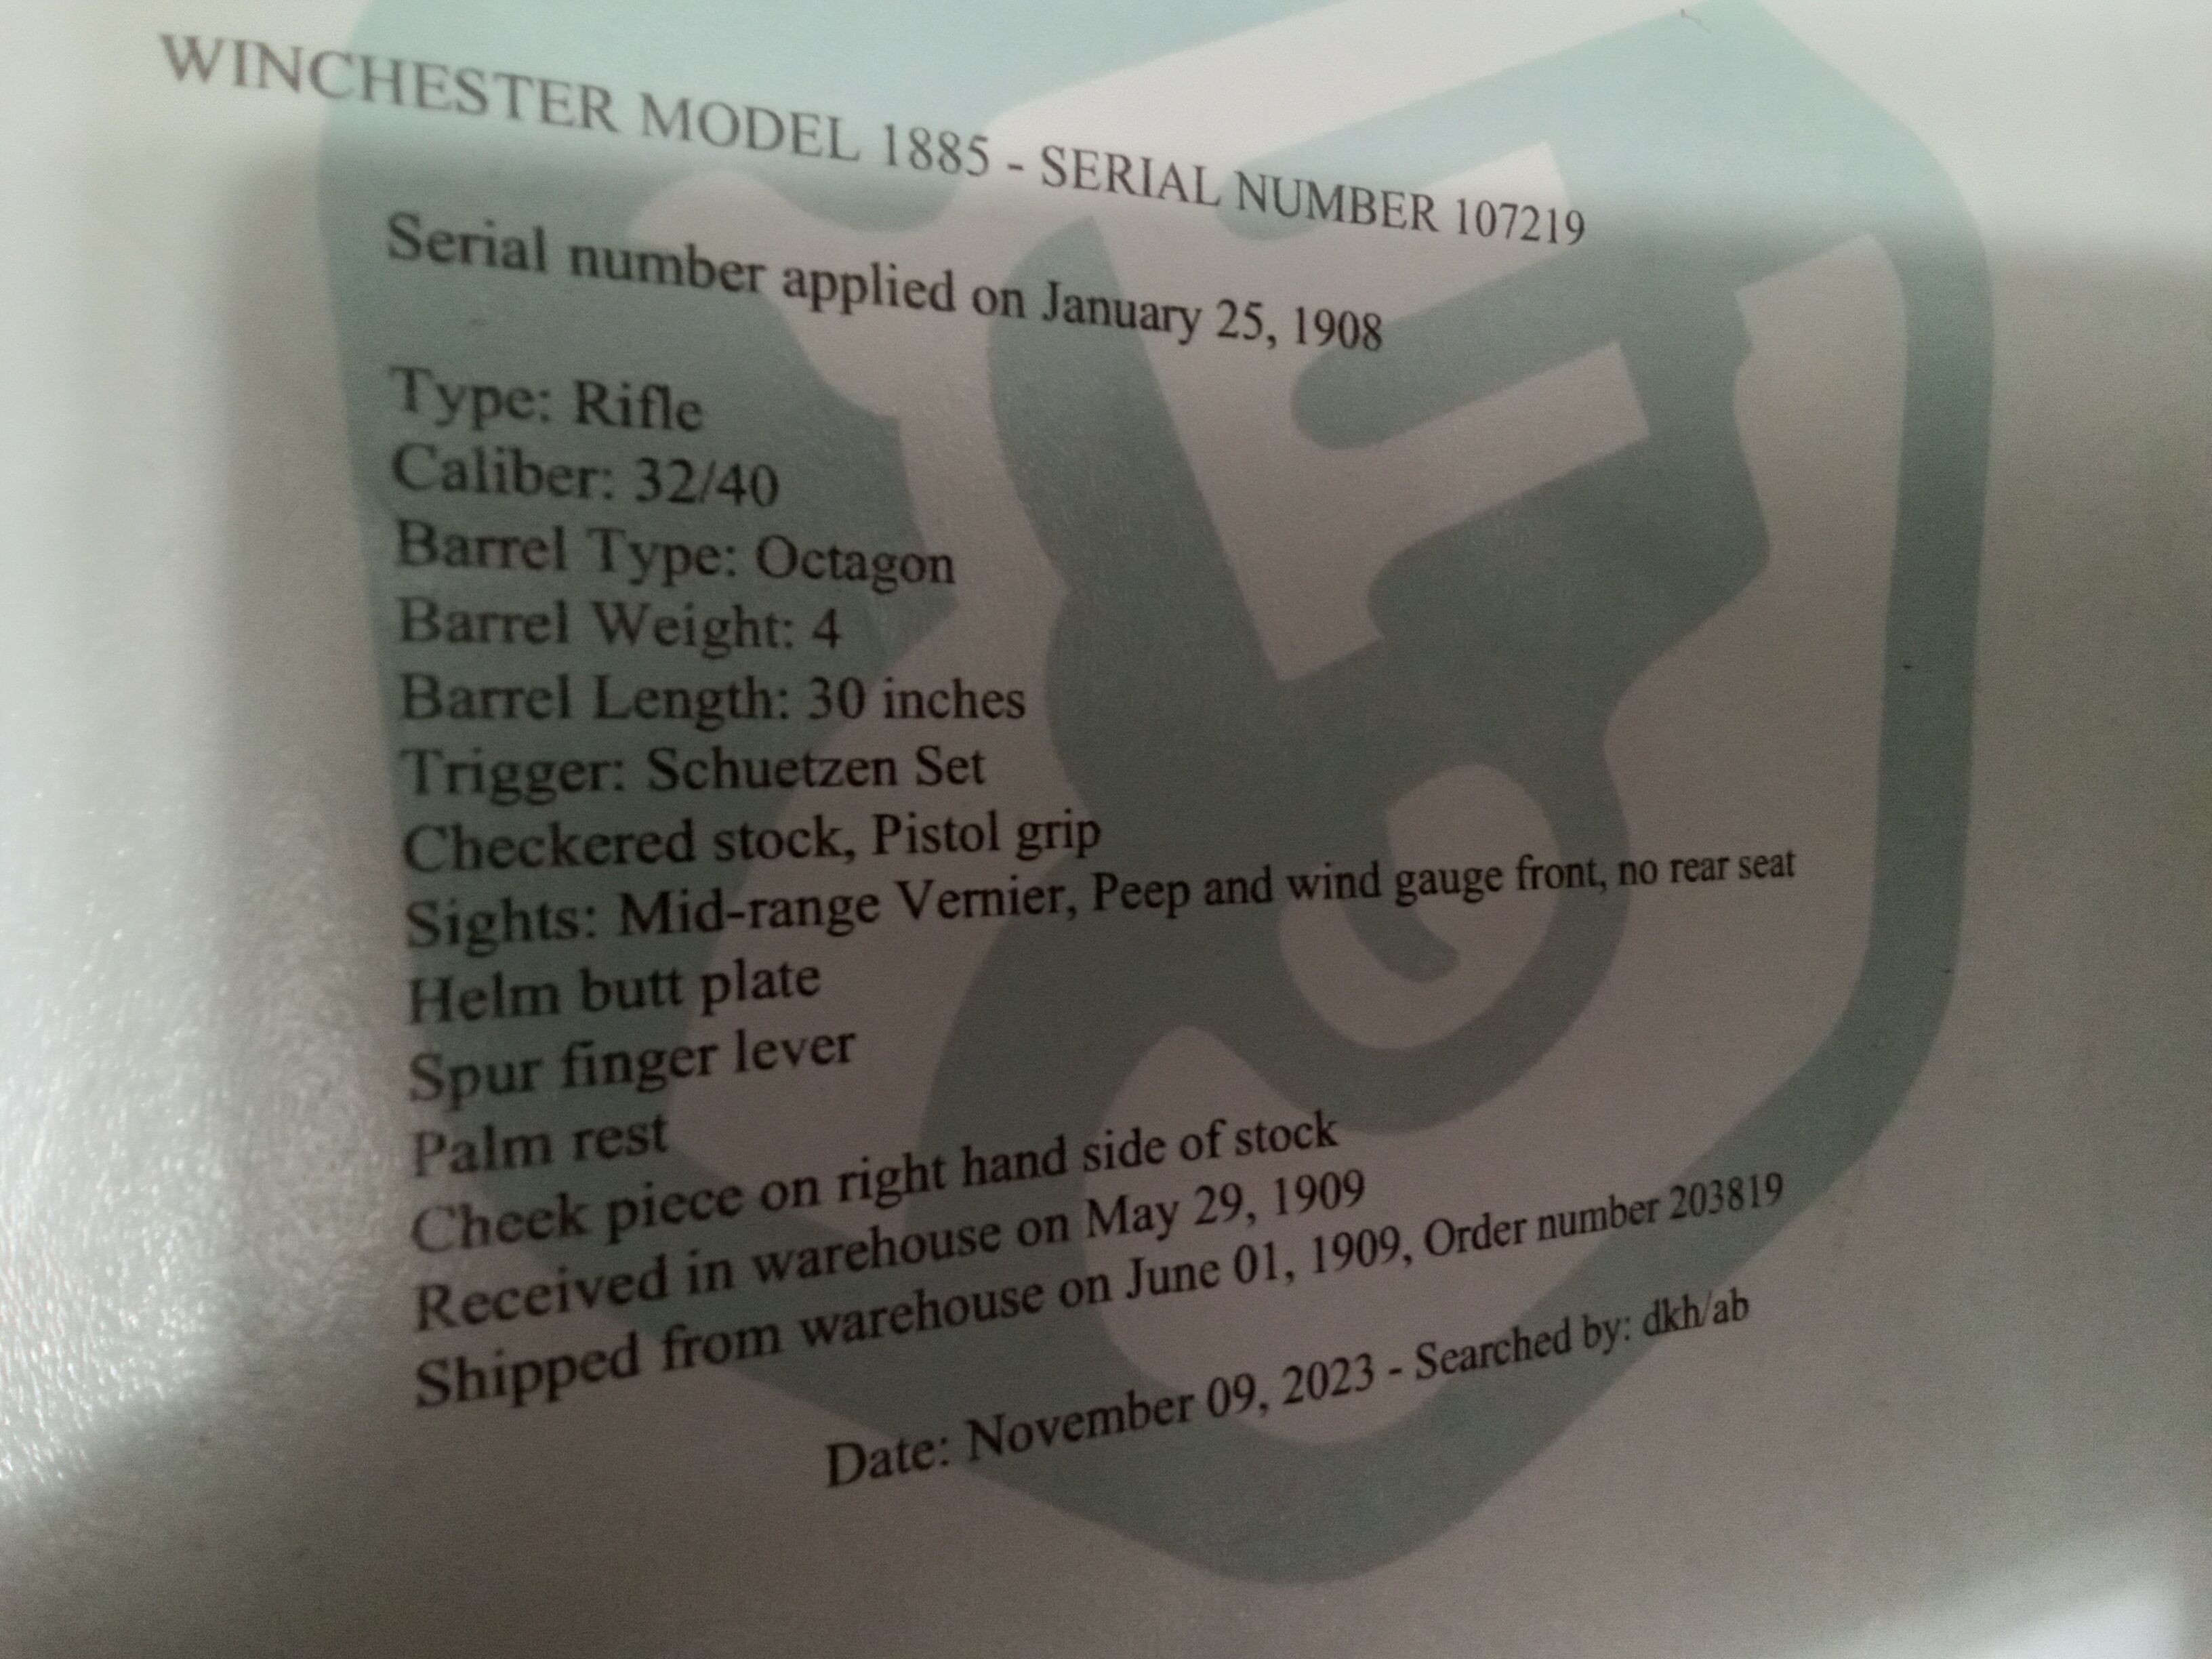 WINCHESTER MODEL 1885 - SERIAL NUMBER 107219
Serial number applied on January 25, 1908
Type: Rifle
Caliber: 32/40
Barrel Type: Octagon
Barrel Weight: 4
Barrel Length: 30 inches
Trigger: Schuetzen Set
Checkered stock, Pistol grip
Sights: Mid-range Vernier, Peep and wind gauge front, no rear seat
Helm butt plate
Spur finger lever
Palm rest
Cheek piece on right hand side of stock
Received in warehouse on May 29, 1909
Shipped from warehouse on June 01, 1909, Order number 203819
Date: November 09, 2023 - Searched by: dkh/ab